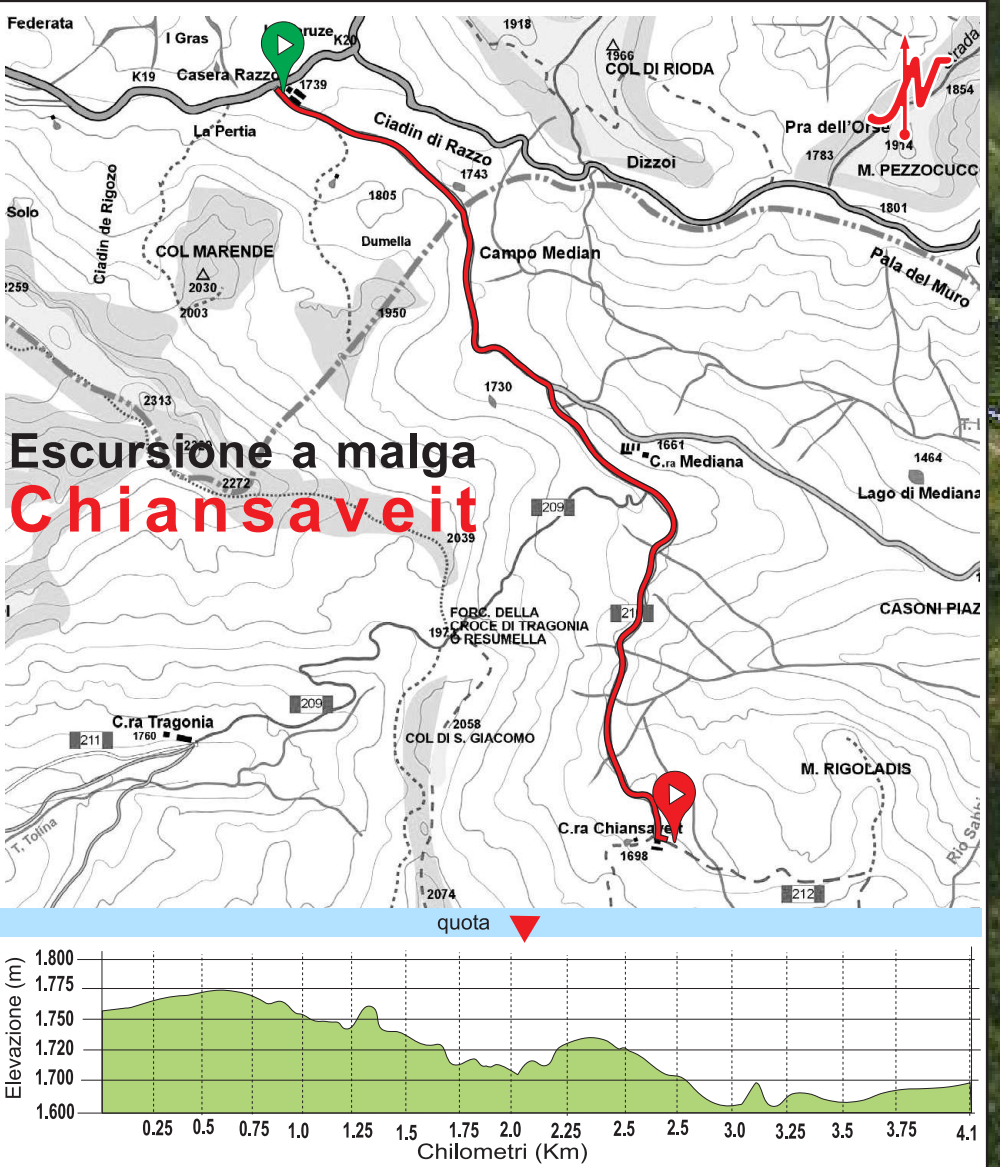 Federata
I Gras
K20
1918
1966
COL DI RIODA
K19
Casera Razzo
1739
1854
La Pertia
Ciadin di Razzo
Pra dell'Orse
1914
1783
M. PEZZOCUCC
Dizzoi
1743
1805
1801
Solo
Ciadin de Rigozo
COL MARENDE
Dumella
Campo Median
Pala del Muro
2259
2030
2003
1950
2313
1730
Escursione a malga
Chiansaveit
2272
1661
C.ra Mediana
1464
Lago di Mediana
209
2039
FORC. DELLA
CROCE DI TRAGONIA
O RESUMELLA
CASONI PIAZ
209
C.ra Tragonia
1760
211
2058
COL DI S. GIACOMO
M. RIGOLADIS
T. Tolina
C.ra Chiansaveit
1698
Rio Sabb
2074
212
quota
Elevazione (m)
1.800
1.775
1.750
1.720
1.700
1.600
0.25 0.5 0.75 1.0 1.25 1.5 1.75 2.0 2.25 2.5 2.5 3.0 3.25 3.5 3.75 4.1
Chilometri (Km)